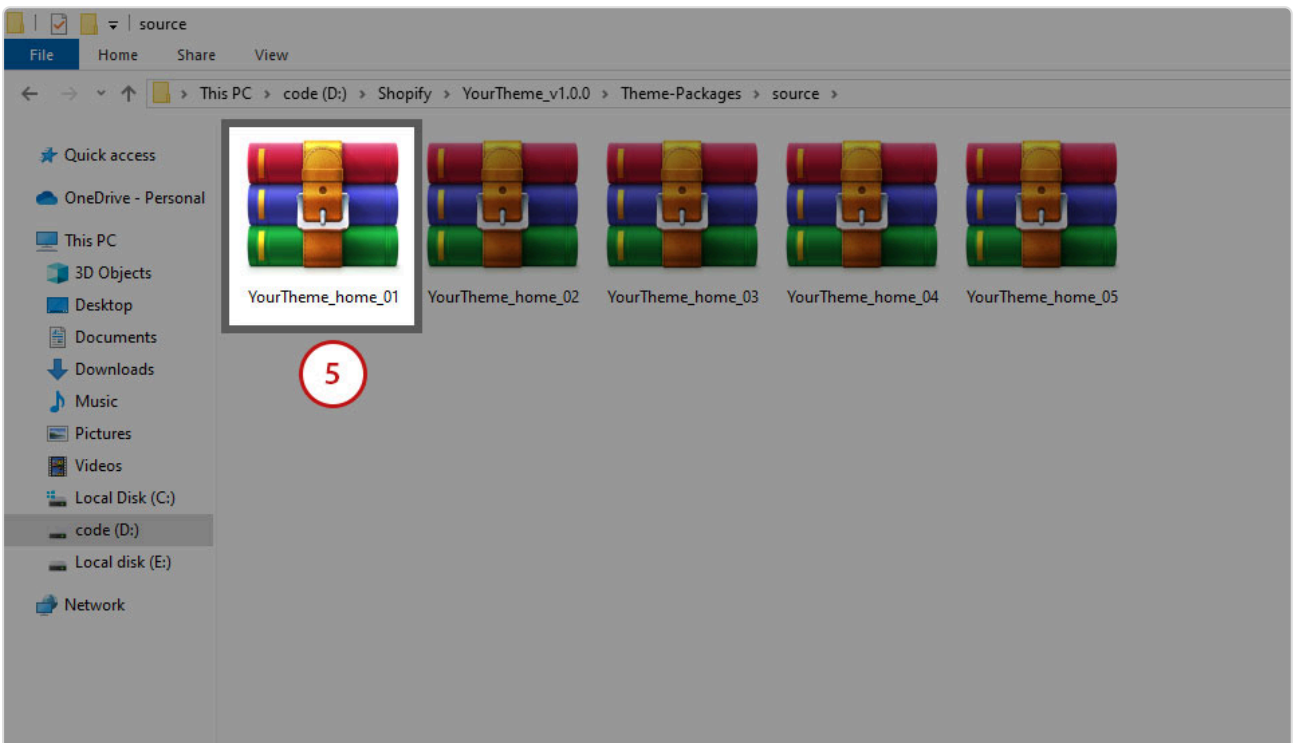 source
File Home Share View
This PC > code (D:) > Shopify > YourTheme_v1.0.0 > Theme-Packages > source >
Quick access
OneDrive - Personal
This PC
3D Objects
Desktop
Documents
Downloads
Music
Pictures
Videos
Local Disk (C:)
code (D:)
Local disk (E:)
Network
YourTheme_home_01 YourTheme_home_02 YourTheme_home_03 YourTheme_home_04 YourTheme_home_05
5